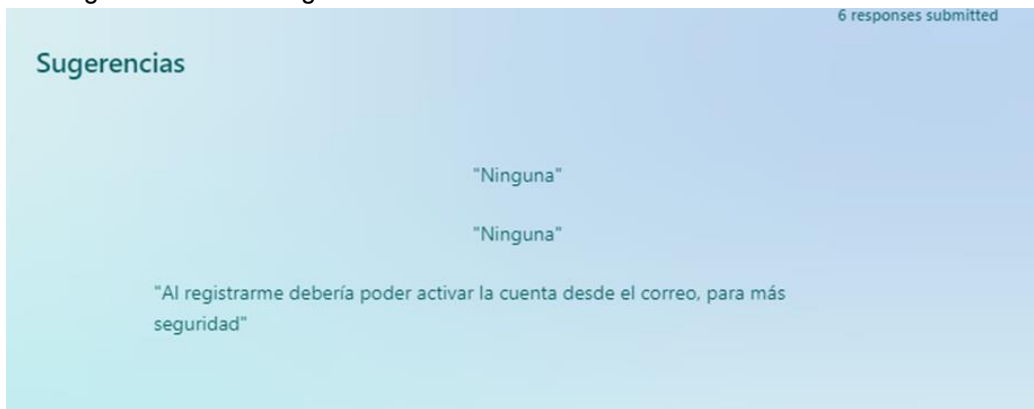 6 responses submitted
Sugerencias
"Ninguna"
"Ninguna"
"Al registrarme debería poder activar la cuenta desde el correo, para más
seguridad"